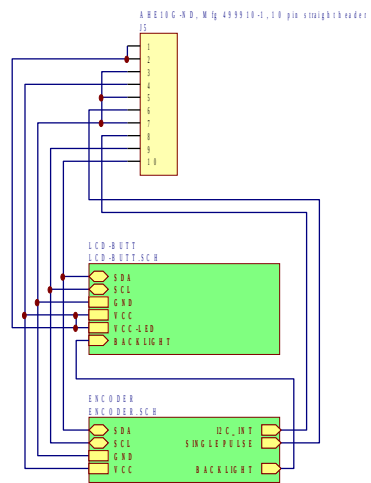 AHE10G-ND, Mfg 499910-1, 10 pin straight header
J5
1
2
3
4
5
6
7
8
9
10
LCD-BUTT
LCD-BUTT.SCH
SDA
SCL
GND
VCC
VCC-LED
BACKLIGHT
ENCODER
ENCODER.SCH
SDA I2C_INT
SCL SINGLEPULSE
GND
VCC BACKLIGHT